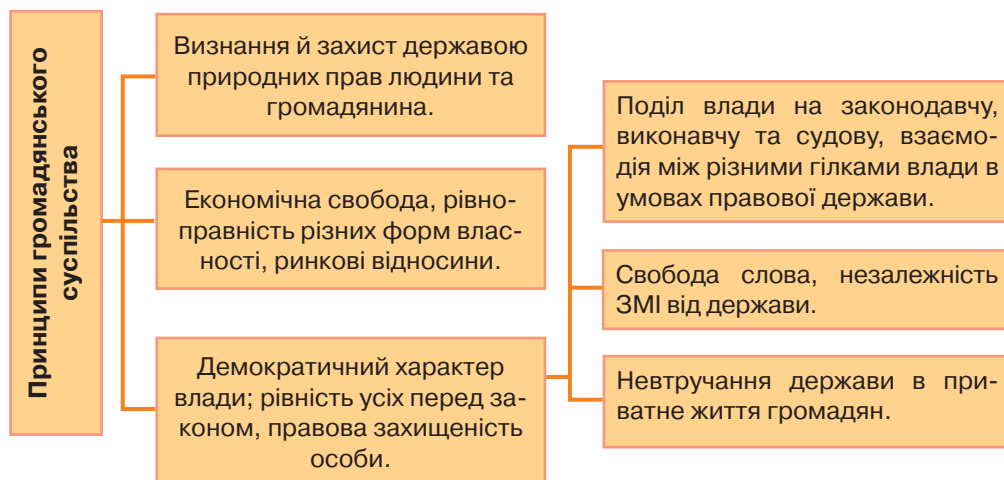 Принципи громадянського
суспільства
Визнання й захист державою
природних прав людини та
громадянина.
Економічна свобода, рівно-
правність різних форм влас-
ності, ринкові відносини.
Демократичний характер
влади; рівність усіх перед за-
коном, правова захищеність
особи.
Поділ влади на законодавчу,
виконавчу та судову, взаємо-
дія між різними гілками влади в
умовах правової держави.
Свобода слова, незалежність
ЗМІ від держави.
Невтручання держави в при-
ватне життя громадян.